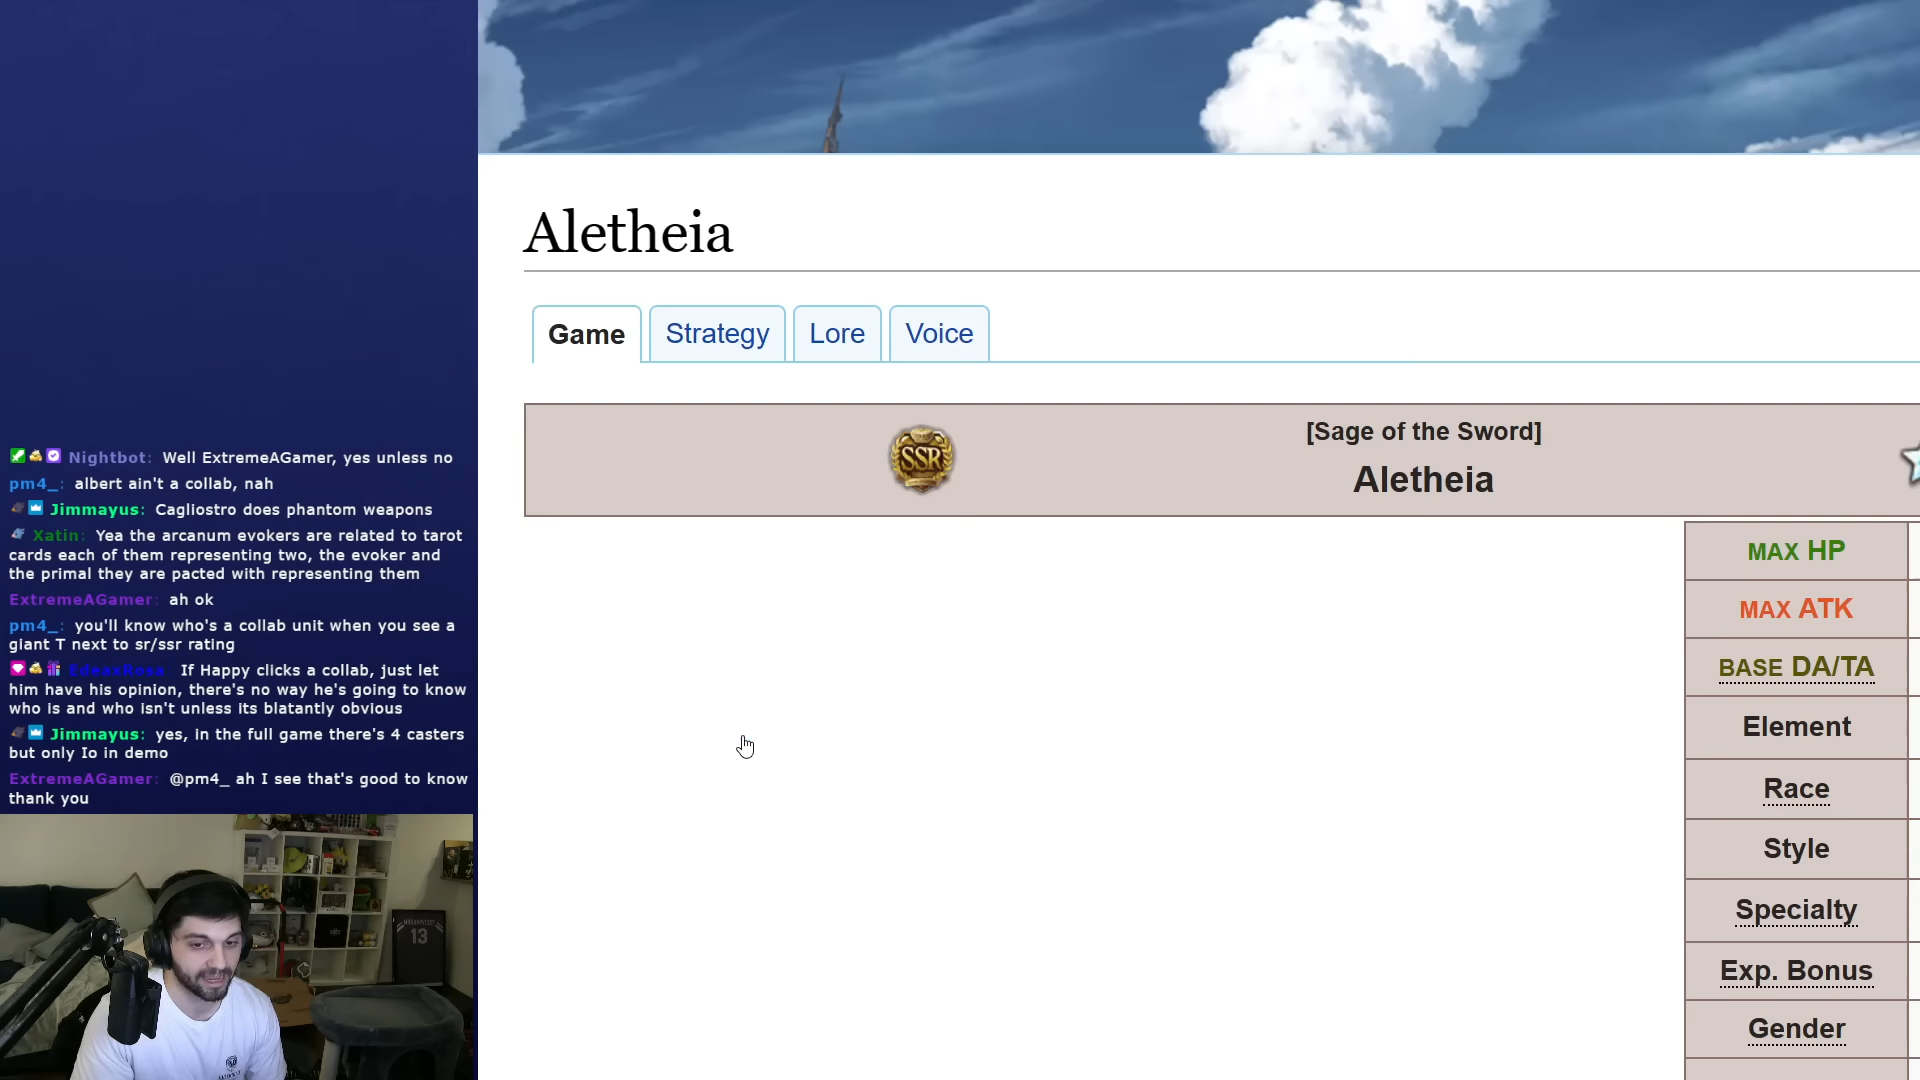 Aletheia
Game
Strategy
Lore
Voice
SSR
[Sage of the Sword]
Aletheia
MAX HP
MAX ATK
BASE DA/TA
Element
Race
Style
Specialty
Exp. Bonus
Gender
Nightbot: Well ExtremeAGamer, yes unless no
pm4_: albert ain't a collab, nah
Jimmayus: Cagliostro does phantom weapons
Xatin: Yea the arcanum evokers are related to tarot
cards each of them representing two, the evoker and
the primal they are pacted with representing them
ExtremeAGamer: ah ok
pm4_: you'll know who's a collab unit when you see a
giant T next to sr/ssr rating
EdeaxRosa: If Happy clicks a collab, just let
him have his opinion, there's no way he's going to know
who is and who isn't unless its blatantly obvious
Jimmayus: yes, in the full game there's 4 casters
but only Io in demo
ExtremeAGamer: @pm4_ ah I see that's good to know
thank you
13